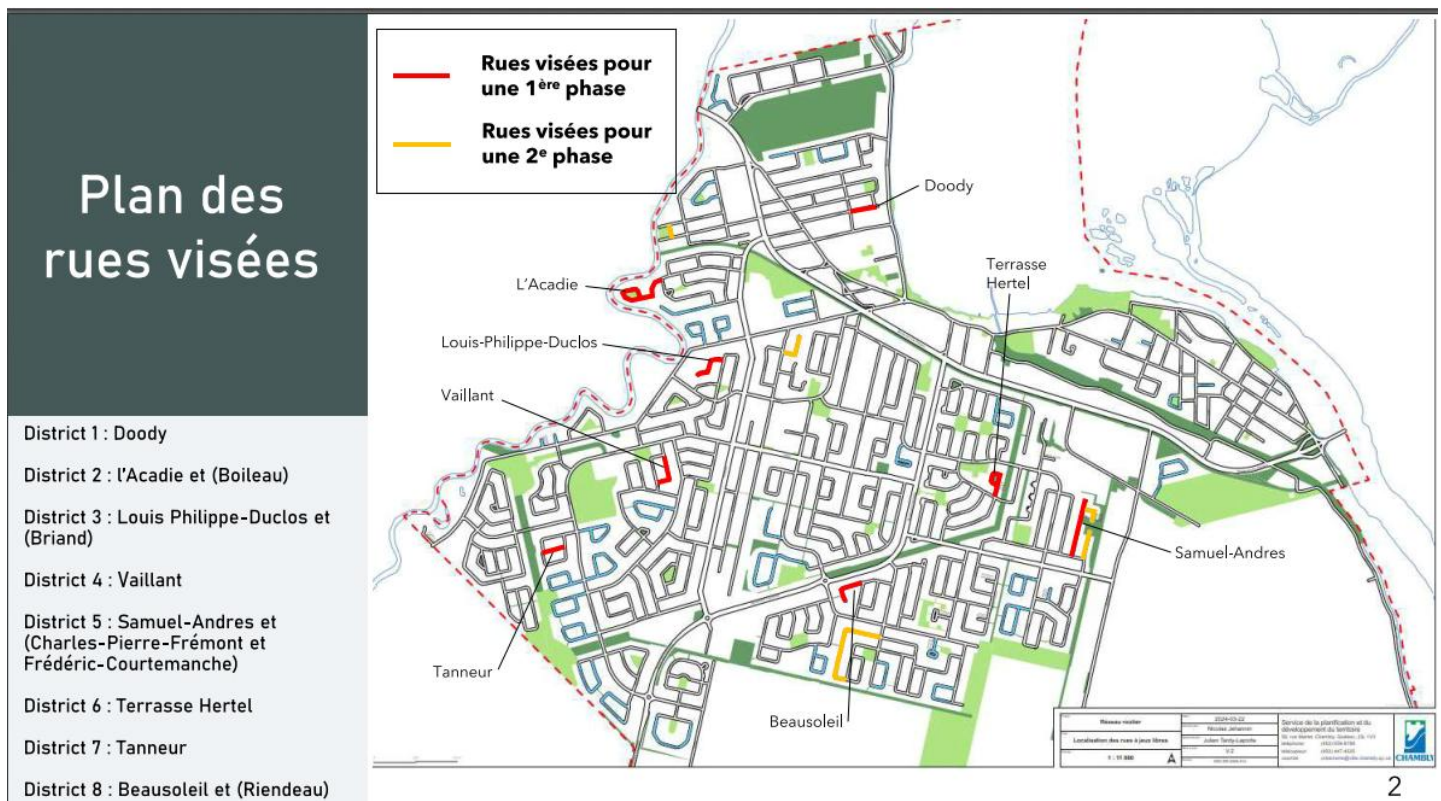 Plan des
rues visées
District 1 : Doody
District 2 : l'Acadie et (Boileau)
District 3 : Louis Philippe-Duclos et
(Briand)
District 4 : Vaillant
District 5 : Samuel-Andres et
(Charles-Pierre-Frémont et
Frédéric-Courtemanche)
District 6 : Terrasse Hertel
District 7 : Tanneur
District 8 : Beausoleil et (Riendeau)
Rues visées pour
une 1ère phase
Rues visées pour
une 2e phase
Doody
Terrasse
Hertel
L'Acadie
Louis-Philippe-Duclos
Vaillant
Samuel-Andres
Tanneur
Beausoleil
Réseau routier
Localisation des rues à jeux libres
A
2024-03-22
Service de la planification et du
développement du territoire
CHAMBLY
2